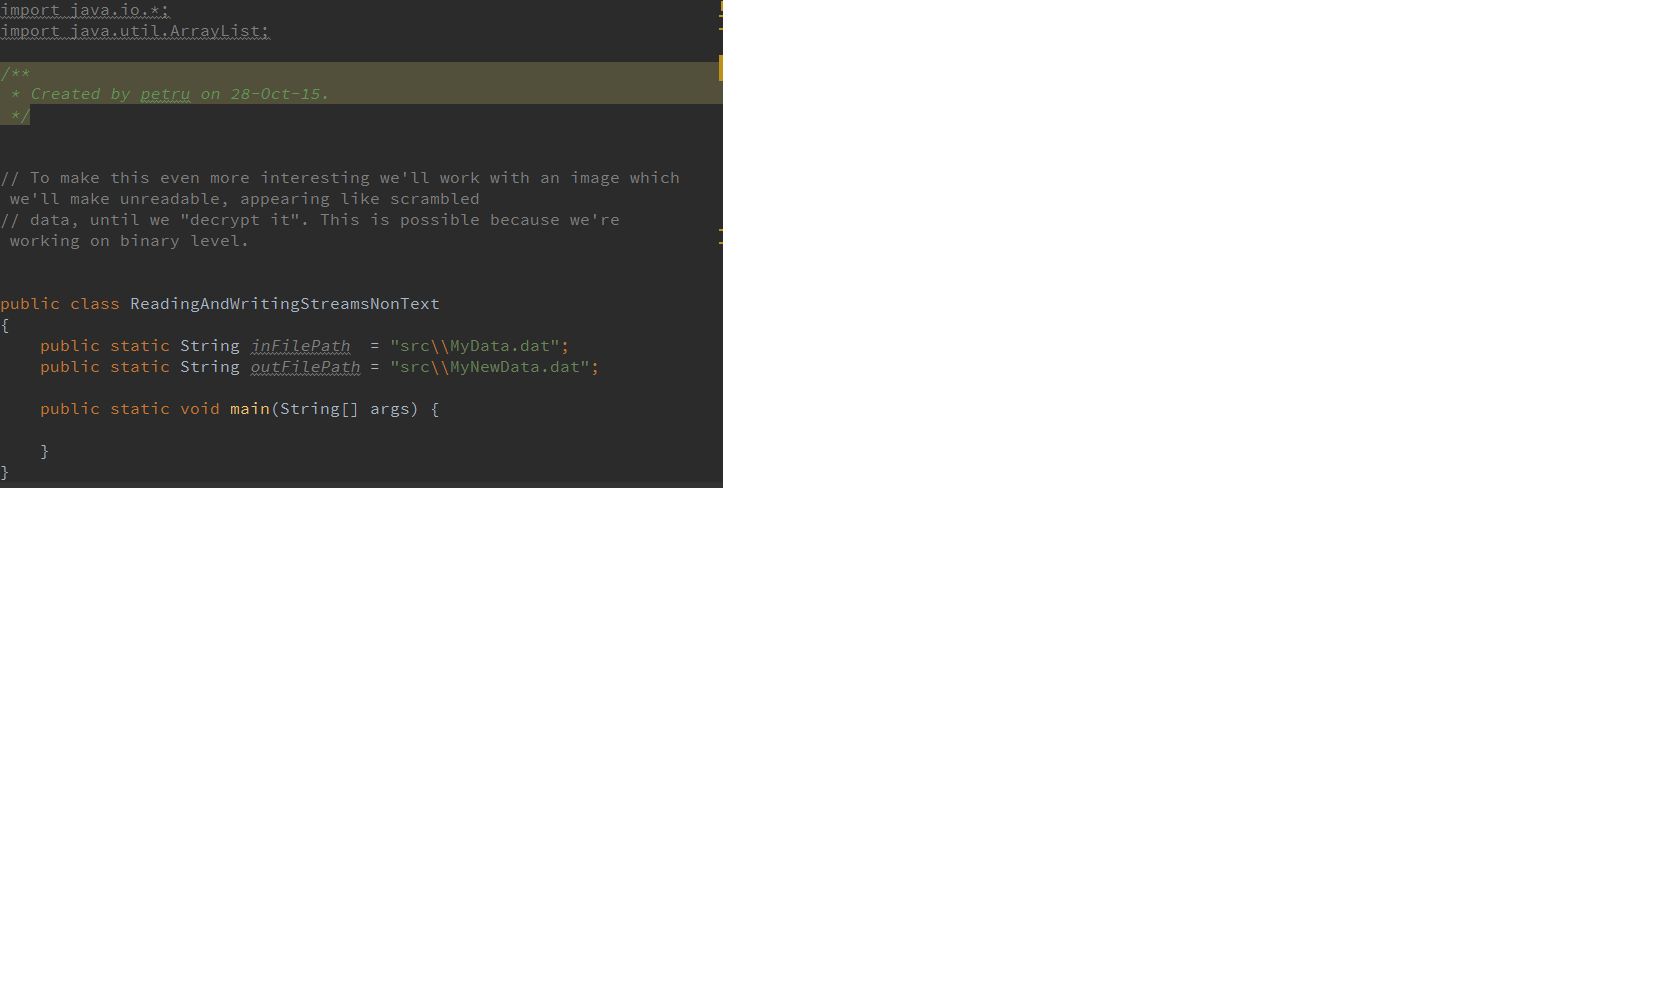 import java.io.*;
import java.util.ArrayList;
/**
 * Created by petru on 28-Oct-15.
 */
// To make this even more interesting we'll work with an image which
 we'll make unreadable, appearing like scrambled
// data, until we "decrypt it". This is possible because we're
 working on binary level.
public class ReadingAndWritingStreamsNonText
{
    public static String inFilePath  = "src\\MyData.dat";
    public static String outFilePath = "src\\MyNewData.dat";
    public static void main(String[] args) {
    }
}